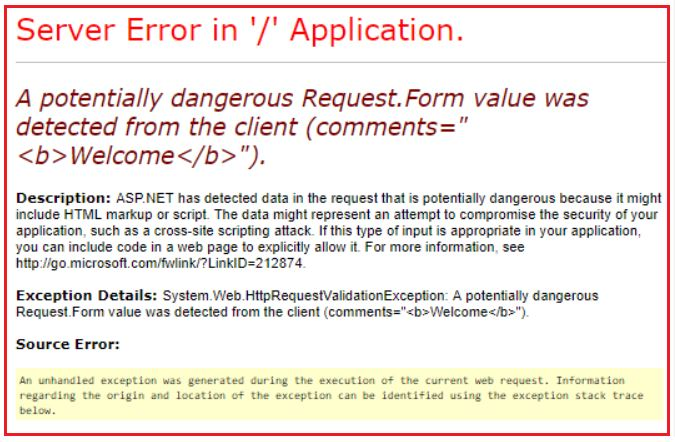 Server Error in '/' Application.
A potentially dangerous Request.Form value was
detected from the client (comments="
<b>Welcome</b>").
Description: ASP.NET has detected data in the request that is potentially dangerous because it might
include HTML markup or script. The data might represent an attempt to compromise the security of your
application, such as a cross-site scripting attack. If this type of input is appropriate in your application,
you can include code in a web page to explicitly allow it. For more information, see
http://go.microsoft.com/fwlink/?LinkID=212874.
Exception Details: System.Web.HttpRequestValidationException: A potentially dangerous
Request.Form value was detected from the client (comments="<b>Welcome</b>").
Source Error:
An unhandled exception was generated during the execution of the current web request. Information
regarding the origin and location of the exception can be identified using the exception stack trace
below.